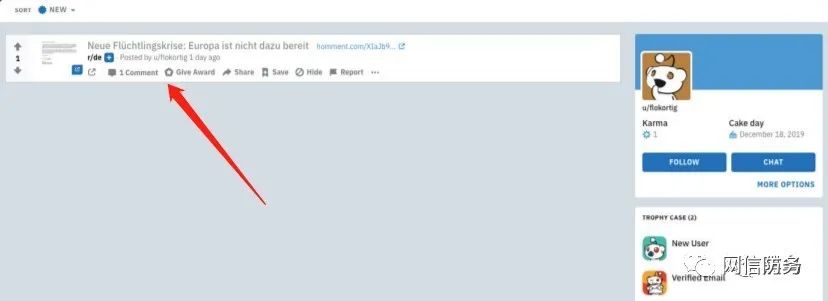 SORT NEW
1
Neue Flüchtlingskrise: Europa ist nicht dazu bereit homment.com/XIaJb9...
r/de + · Posted by u/flokortig 1 day ago
1 Comment Give Award Share Save Hide Report ...
u/flokortig
Karma Cake day
1 December 18, 2019
FOLLOW CHAT
MORE OPTIONS
TROPHY CASE (2)
New User
Verified Email
网信防务